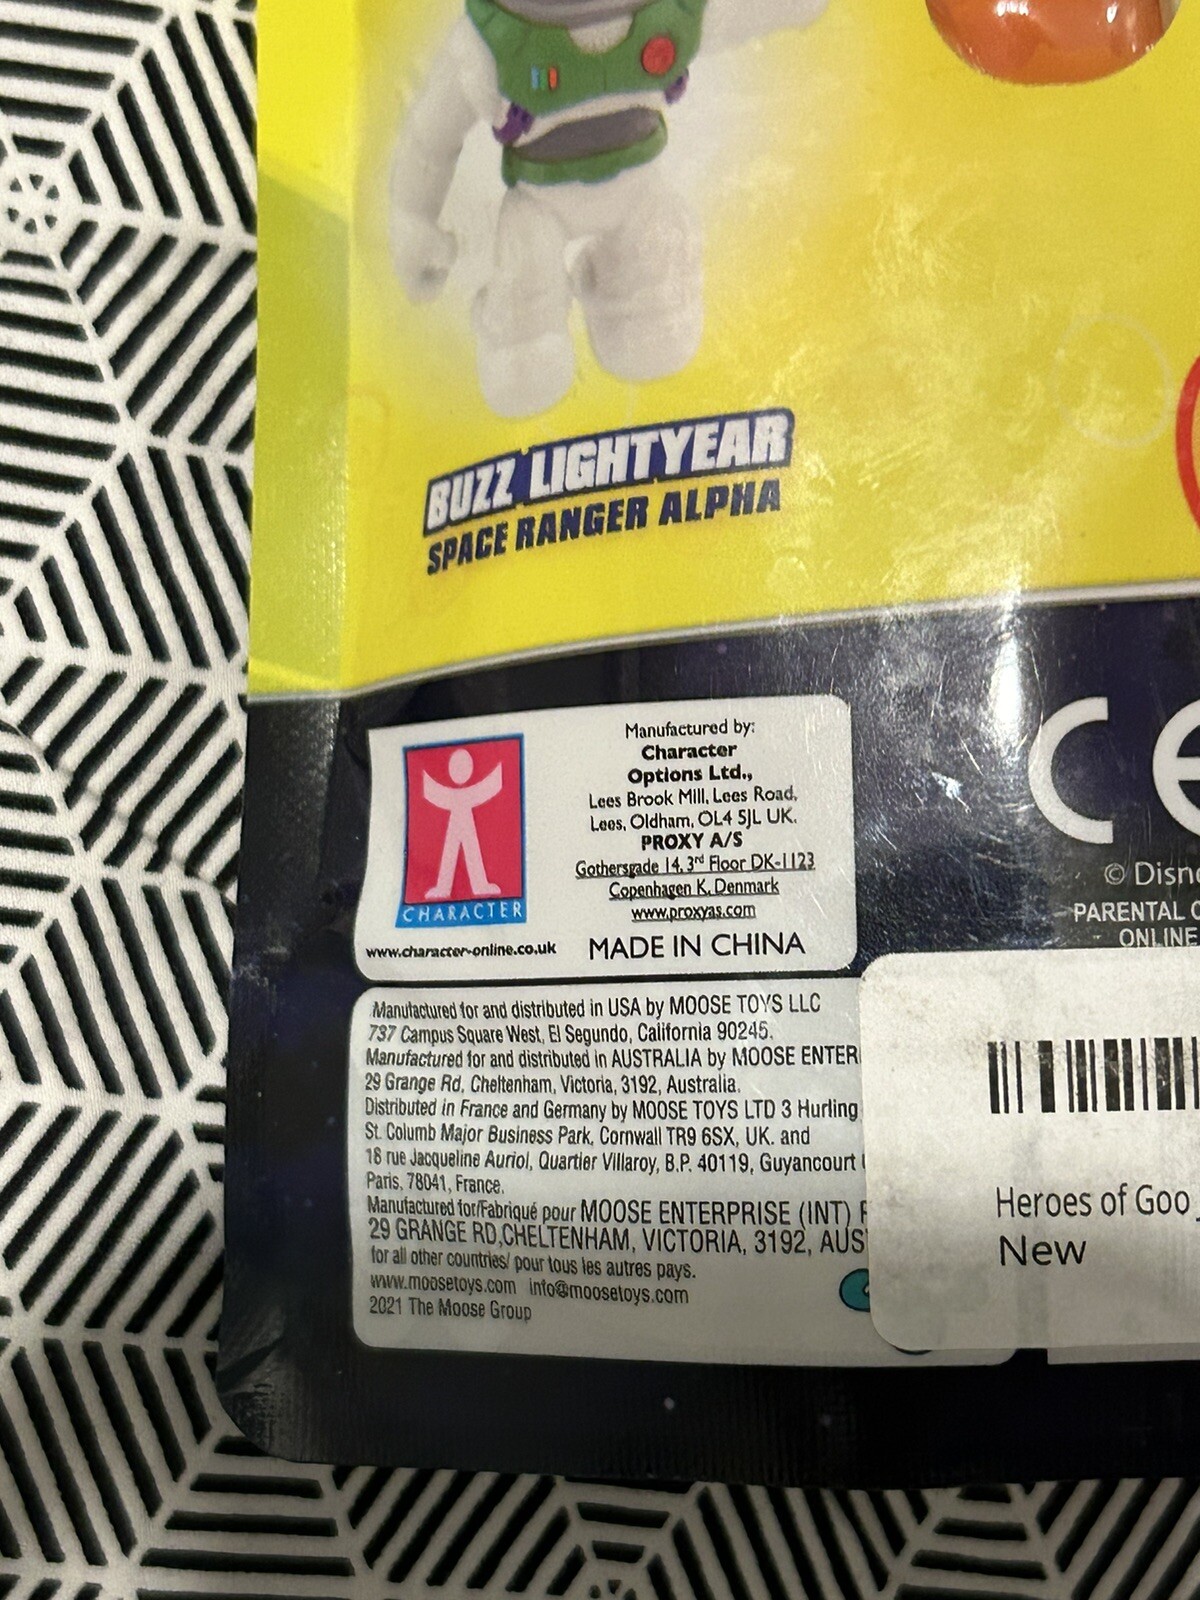 BUZZ LIGHTYEAR
SPACE RANGER ALPHA
Manufactured by:
Character
Options Ltd.,
Lees Brook Mill, Lees Road,
Lees, Oldham, OL4 5JL UK.
PROXY A/S
Gothersgade 14, 3rd Floor DK-1123
Copenhagen K, Denmark
www.proxyas.com
MADE IN CHINA
CHARACTER
www.character-online.co.uk
CE
© Disne
PARENTAL C
ONLINE
Manufactured for and distributed in USA by MOOSE TOYS LLC
737 Campus Square West, El Segundo, California 90245.
Manufactured for and distributed in AUSTRALIA by MOOSE ENTER
29 Grange Rd, Cheltenham, Victoria, 3192, Australia.
Distributed in France and Germany by MOOSE TOYS LTD 3 Hurling
St. Columb Major Business Park, Cornwall TR9 6SX, UK. and
18 rue Jacqueline Auriol, Quartier Villaroy, B.P. 40119, Guyancourt
Paris, 78041, France.
Manufactured for/Fabriqué pour MOOSE ENTERPRISE (INT) P
29 GRANGE RD,CHELTENHAM, VICTORIA, 3192, AUS
for all other countries/ pour tous les autres pays.
www.moosetoys.com info@moosetoys.com
2021 The Moose Group
Heroes of Goo
New